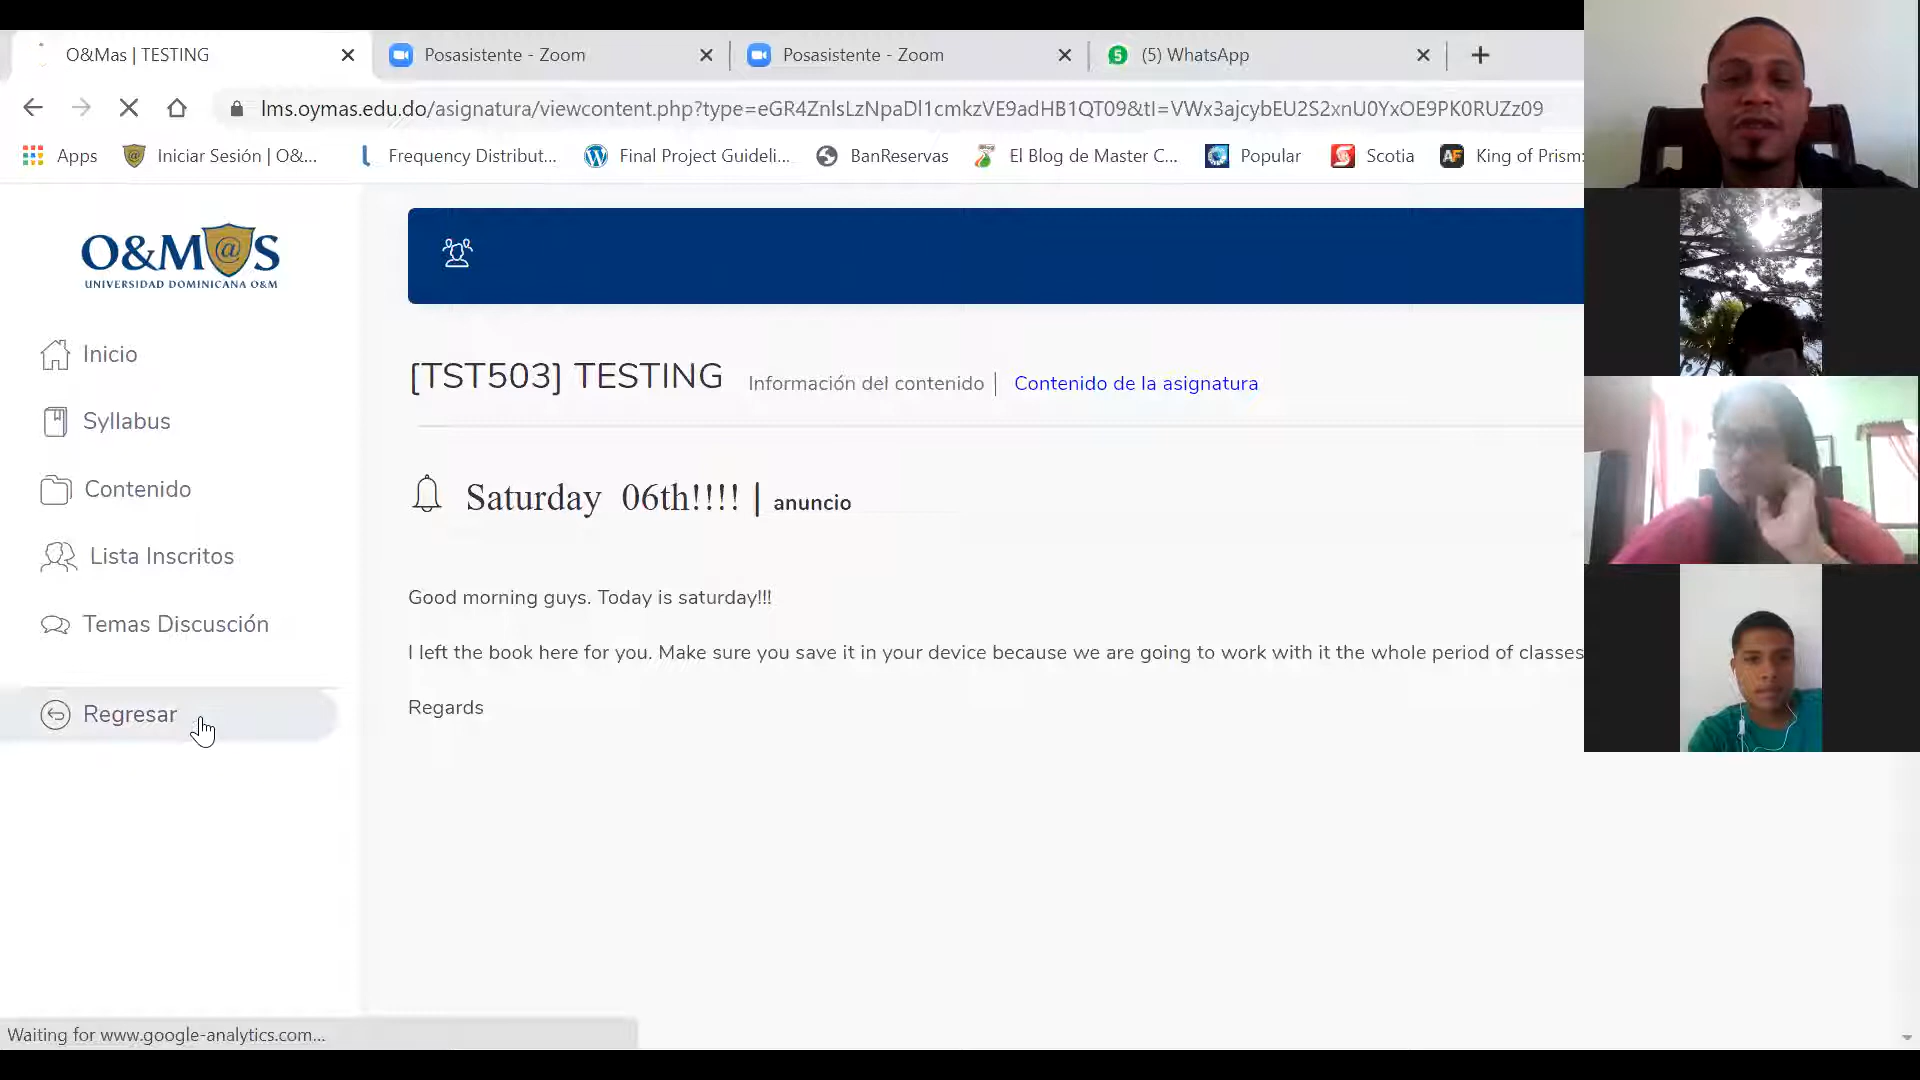 O&Mas | TESTING
Posasistente - Zoom
Posasistente - Zoom
(5) WhatsApp
lms.oymas.edu.do/asignatura/viewcontent.php?type=eGR4ZnlsLzNpaDl1cmkzVE9adHB1QT09&tI=VWx3ajcybEU2S2xnU0YxOE9PK0RUZz09
Apps
Iniciar Sesión | O&...
Frequency Distribut...
Final Project Guideli...
BanReservas
El Blog de Master C...
Popular
Scotia
King of Prism:
O&M@S
UNIVERSIDAD DOMINICANA O&M
Inicio
Syllabus
Contenido
Lista Inscritos
Temas Discusción
Regresar
[TST503] TESTING
Información del contenido |
Contenido de la asignatura
Saturday 06th!!!! | anuncio
Good morning guys. Today is saturday!!!
I left the book here for you. Make sure you save it in your device because we are going to work with it the whole period of classes
Regards
Waiting for www.google-analytics.com...